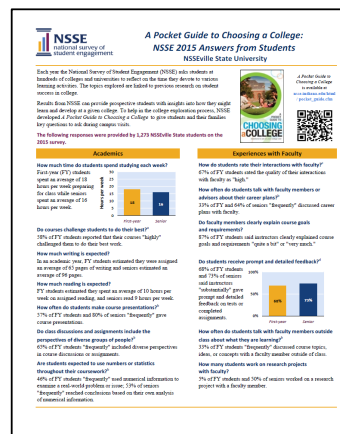 NSSE
national survey of
student engagement
A Pocket Guide to Choosing a College:
NSSE 2015 Answers from Students
NSSEville State University
Each year the National Survey of Student Engagement (NSSE) asks students at
hundreds of colleges and universities to reflect on the time they devote to various
learning activities. The topics explored are linked to previous research on student
success in college.
Results from NSSE can provide prospective students with insights into how they might
learn and develop at a given college. To help in the college exploration process, NSSE
developed A Pocket Guide to Choosing a College to give students and their families
key questions to ask during campus visits.
The following responses were provided by 1,273 NSSEville State students on the
2015 survey.
CHOOSING
A COLLEGE
A Pocket Guide to
Choosing a College
is available at
Academics
How much time do students spend studying each week?
First-year (FY) students
spent an average of 18
hours per week preparing
for class while seniors
spent an average of 16
hours per week.
Hours per week
30
20
10
0
18
16
First-year
Senior
Do courses challenge students to do their best?
58% of FY students reported that their courses "highly"
challenged them to do their best work.
How much writing is expected?
In an academic year, FY students estimated they were assigned
an average of 65 pages of writing and seniors estimated an
average of 96 pages.
How much reading is expected?
FY students estimated they spent an average of 10 hours per
week on assigned reading, and seniors read 9 hours per week.
How often do students make course presentations?
57% of FY students and 80% of seniors "frequently" gave
course presentations.
Do class discussions and assignments include the
perspectives of diverse groups of people?
65% of FY students "frequently" included diverse perspectives
in course discussions or assignments.
Are students expected to use numbers or statistics
throughout their coursework?
46% of FY students "frequently" used numerical information to
examine a real-world problem or issue; 53% of seniors
"frequently" reached conclusions based on their own analysis
of numerical information.
Experiences with Faculty
How do students rate their interactions with faculty?
67% of FY students rated the quality of their interactions
with faculty as "high."
How often do students talk with faculty members or
advisors about their career plans?
33% of FY and 64% of seniors "frequently" discussed career
plans with faculty.
Do faculty members clearly explain course goals
and requirements?
87% of FY students said instructors clearly explained course
goals and requirements "quite a bit" or "very much."
Do students receive prompt and detailed feedback?
68% of FY students
and 73% of seniors
said instructors
"substantially" gave
prompt and detailed
feedback on tests or
completed
assignments.
100%
50%
0%
68%
73%
First-year
Senior
How often do students talk with faculty members outside
class about what they are learning?
33% of FY students "frequently" discussed course topics,
ideas, or concepts with a faculty member outside of class.
How many students work on research projects
with faculty?
5% of FY students and 30% of seniors worked on a research
project with a faculty member.